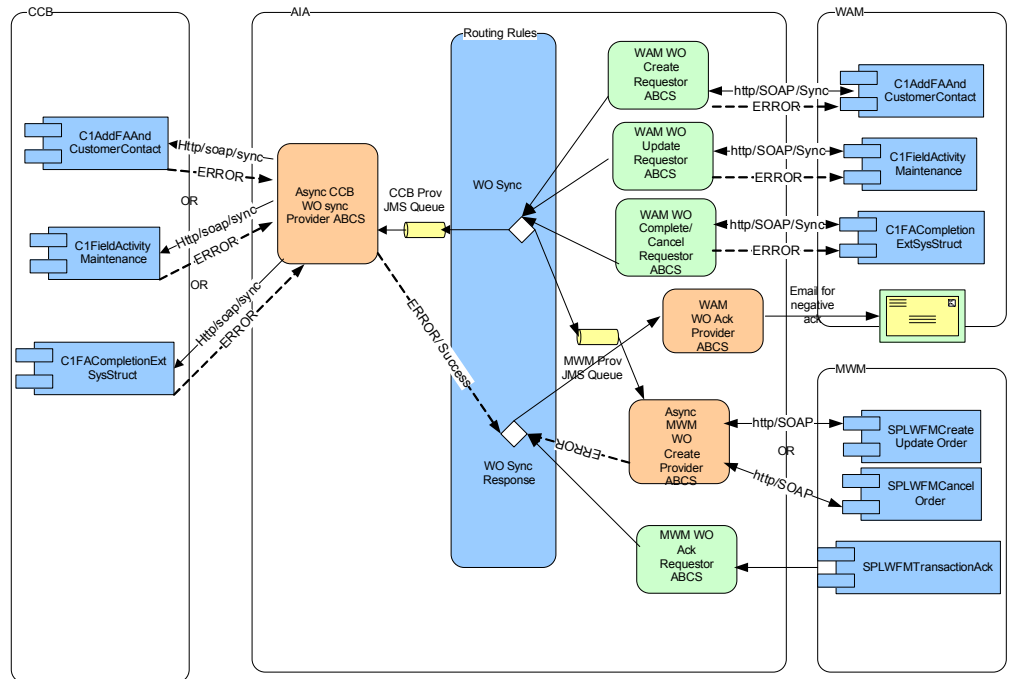 CCB
AIA
WAM
Routing Rules
C1AddFAAnd
CustomerContact
Http/soap/sync
ERROR
OR
C1FieldActivity
Maintenance
Http/soap/sync
ERROR
OR
C1FACompletionExt
SysStruct
Http/soap/sync
ERROR
Async CCB
WO sync
Provider ABCS
CCB Prov
JMS Queue
WO Sync
ERROR/ Success
WO Sync
Response
MWM Prov
JMS Queue
WAM WO
Create
Requestor
ABCS
http/SOAP/Sync
ERROR
C1AddFAAnd
CustomerContact
WAM WO
Update
Requestor
ABCS
http/SOAP/Sync
ERROR
C1FieldActivity
Maintenance
WAM WO
Complete/
Cancel
Requestor
ABCS
http/SOAP/Sync
ERROR
C1FACompletion
ExtSysStruct
WAM
WO Ack
Provider
ABCS
Email for
negative
ack
MWM
Async
MWM
WO
Create
Provider
ABCS
ERROR
http/SOAP
OR
http/SOAP
SPLWFMCreate
Update Order
SPLWFMCancel
Order
MWM WO
Ack
Requestor
ABCS
SPLWFMTransactionAck